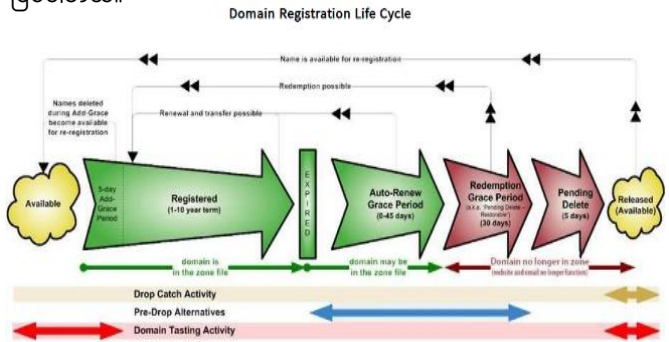 Domain Registration Life Cycle
Name is available for re-registration
Redemption possible
Names deleted
during Add-Grace
become available
for re-registration
Renewal and transfer possible
Available
5-day
Add-
Grace
Period
Registered
(1-10 year term)
EXPIRED
Auto-Renew
Grace Period
(0-45 days)
Redemption
Grace Period
(a.k.a. "Pending Delete –
Restorable")
(30 days)
Pending
Delete
(5 days)
Released
(Available)
domain is
in the zone file
domain may be
in the zone file
Domain no longer in zone
(website and email no longer function)
Drop Catch Activity
Pre-Drop Alternatives
Domain Tasting Activity